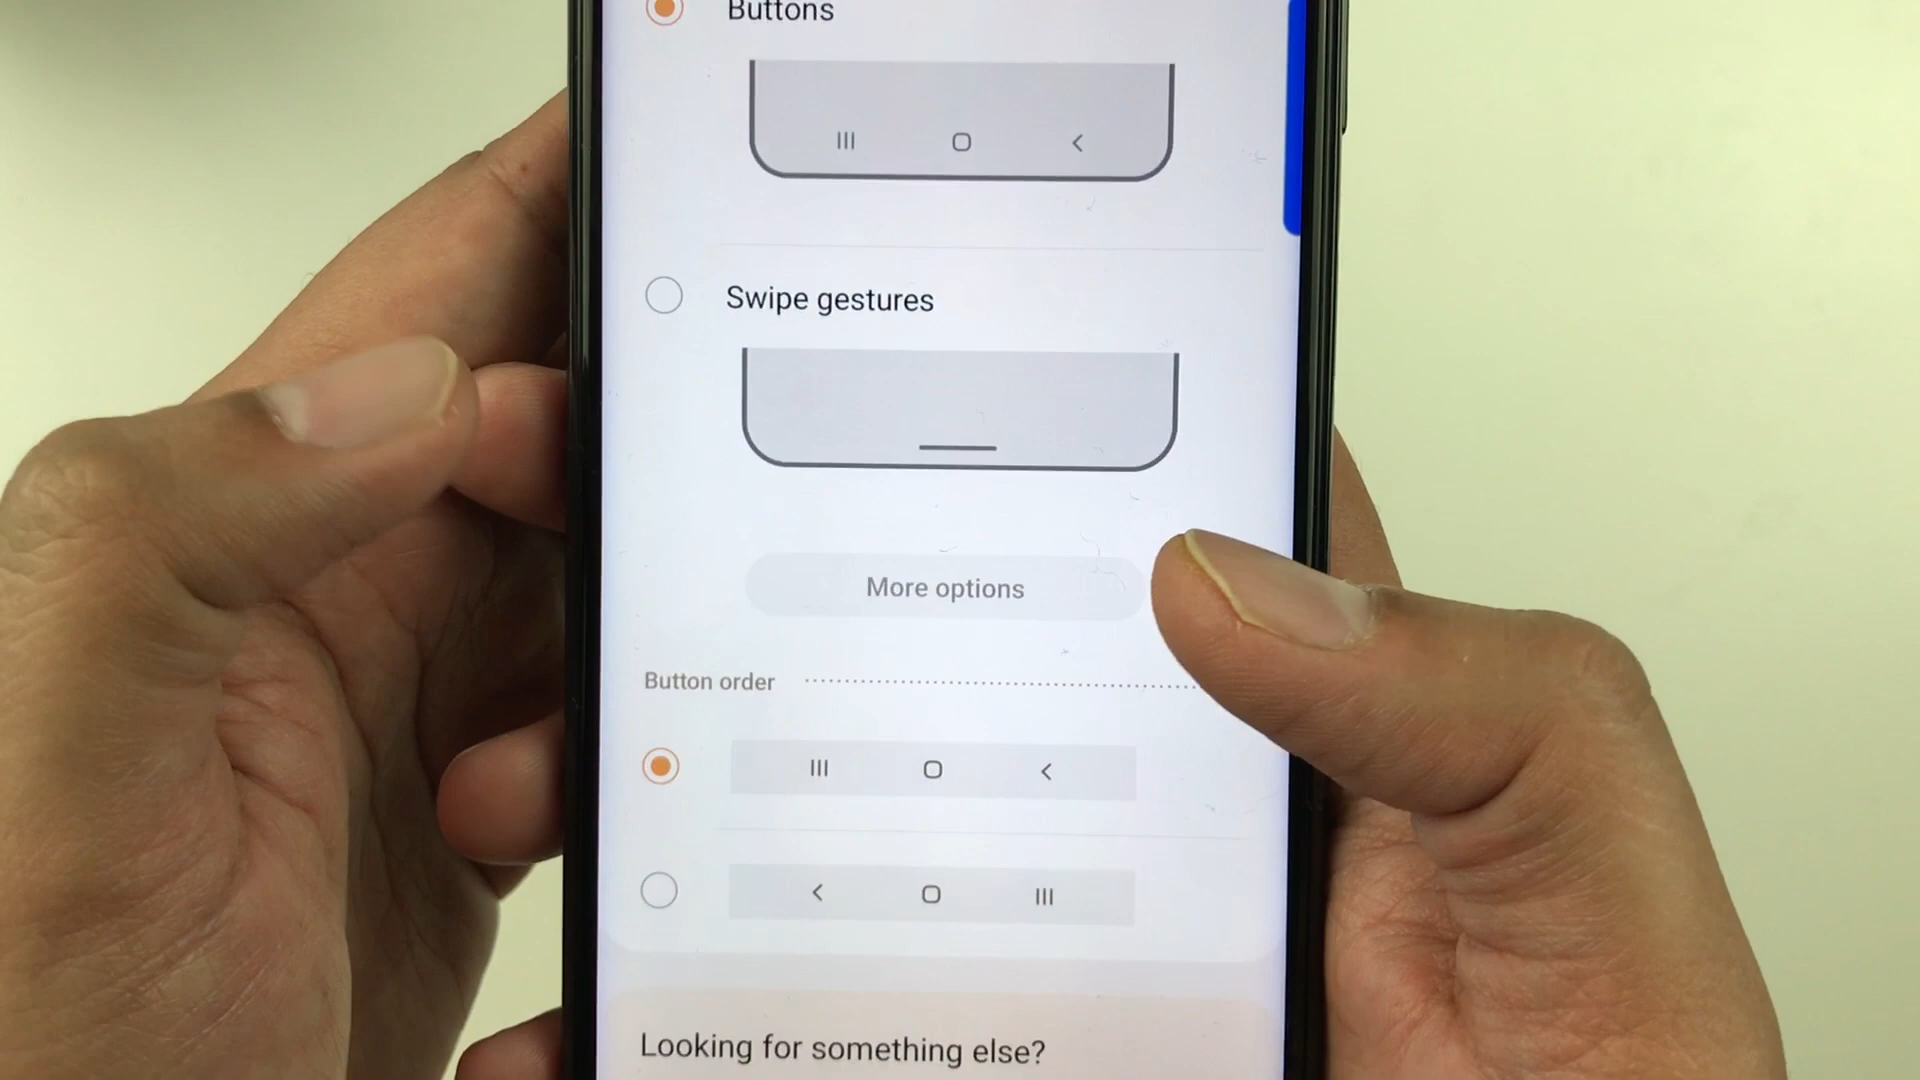 Buttons
Swipe gestures
More options
Button order
Looking for something else?